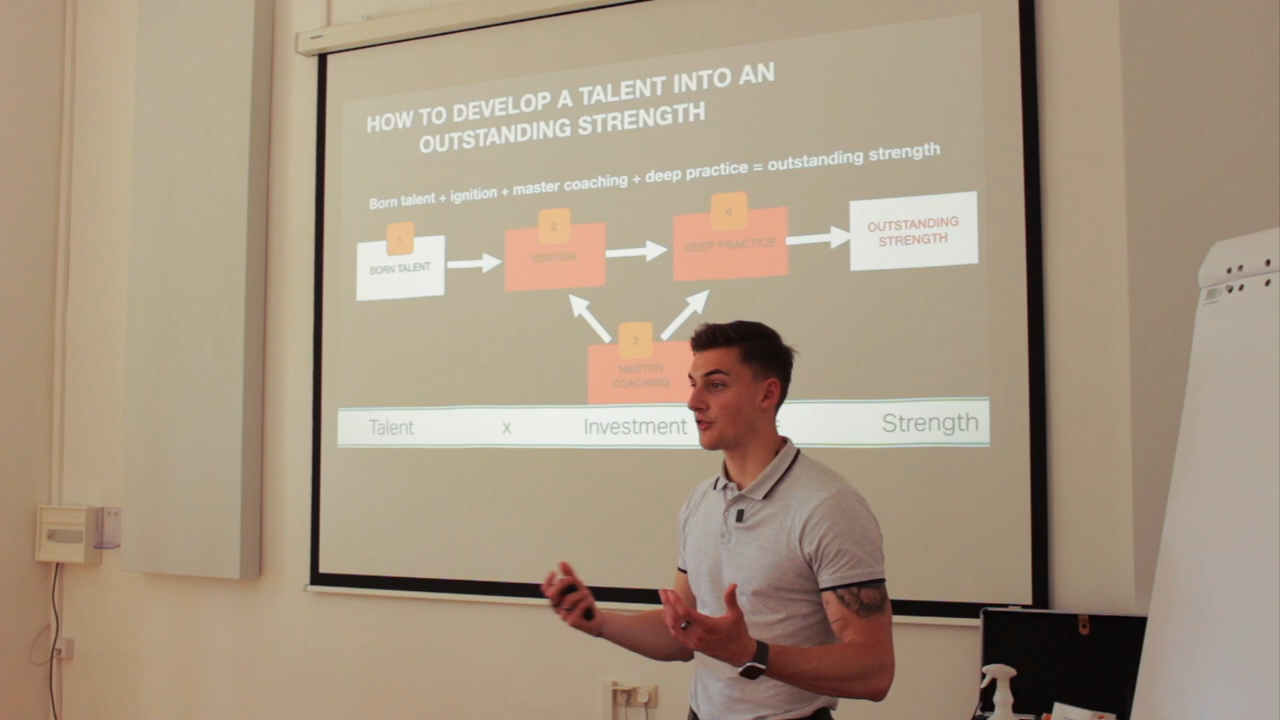 HOW TO DEVELOP A TALENT INTO AN
OUTSTANDING STRENGTH
Born talent + ignition + master coaching + deep practice = outstanding strength
1
BORN TALENT
2
IGNITION
4
DEEP PRACTICE
OUTSTANDING
STRENGTH
3
MASTER
COACHING
Talent x Investment Strength